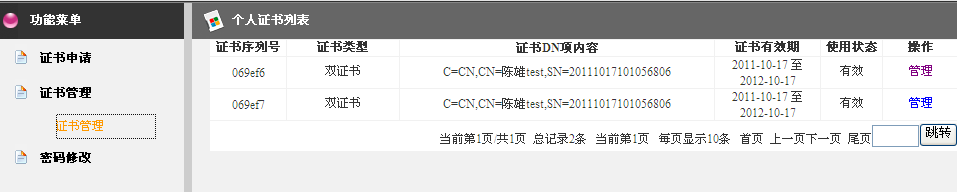 功能菜单
证书申请
证书管理
证书管理
密码修改
个人证书列表
证书序列号 证书类型 证书DN项内容 证书有效期 使用状态 操作
069ef6 双证书 C=CN,CN=陈雄test,SN=20111017101056806 2011-10-17 至 2012-10-17 有效 管理
069ef7 双证书 C=CN,CN=陈雄test,SN=20111017101056806 2011-10-17 至 2012-10-17 有效 管理
当前第1页/共1页 总记录2条 当前第1页 每页显示10条 首页 上一页下一页 尾页 跳转